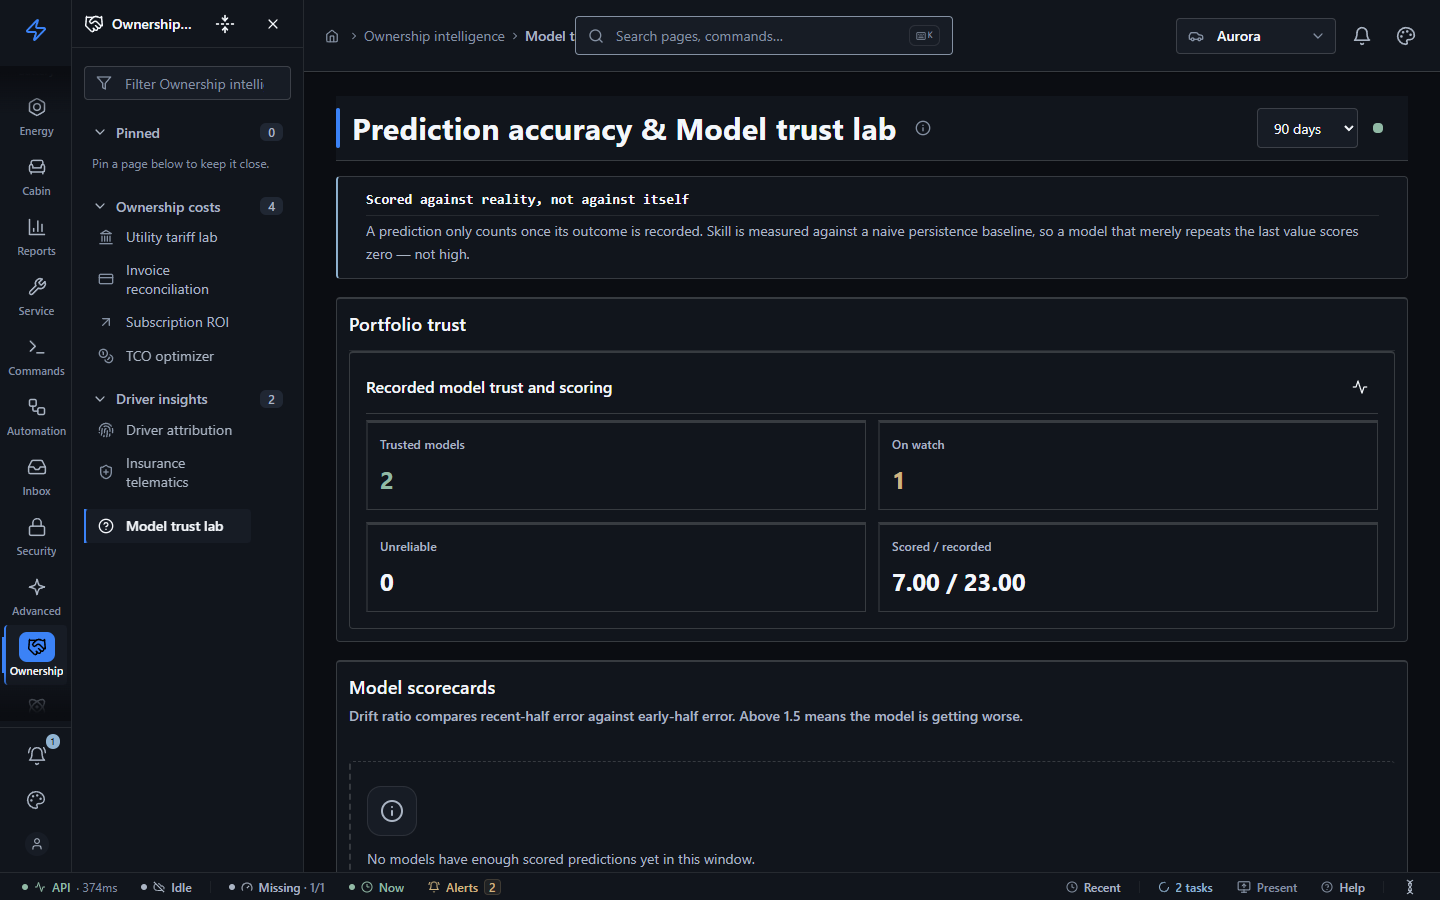 Ownership...
Ownership intelligence
Model t
Search pages, commands...
K
Aurora
Filter Ownership intelli
Energy
Cabin
Reports
Service
Commands
Automation
Inbox
Security
Advanced
Ownership
1
Pinned
0
Pin a page below to keep it close.
Ownership costs
4
Utility tariff lab
Invoice
reconciliation
Subscription ROI
TCO optimizer
Driver insights
2
Driver attribution
Insurance
telematics
Model trust lab
Prediction accuracy & Model trust lab
90 days
Scored against reality, not against itself
A prediction only counts once its outcome is recorded. Skill is measured against a naive persistence baseline, so a model that merely repeats the last value scores
zero — not high.
Portfolio trust
Recorded model trust and scoring
Trusted models
2
On watch
1
Unreliable
0
Scored / recorded
7.00 / 23.00
Model scorecards
Drift ratio compares recent-half error against early-half error. Above 1.5 means the model is getting worse.
No models have enough scored predictions yet in this window.
API · 374ms
Idle
Missing · 1/1
Now
Alerts 2
Recent
2 tasks
Present
Help